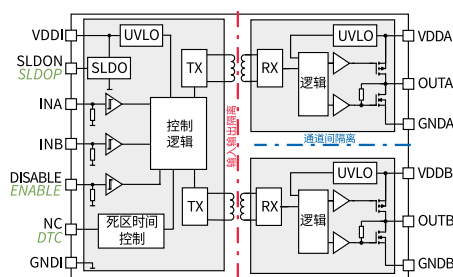 VDDI
SLDON
SLDOP
INA
INB
DISABLE
ENABLE
NC
DTC
GNDI
UVLO
SLDO
控制
逻辑
死区时间
控制
TX
TX
输入输出隔离
通道间隔离
RX
UVLO
逻辑
VDDA
OUTA
GNDA
RX
UVLO
逻辑
VDDB
OUTB
GNDB